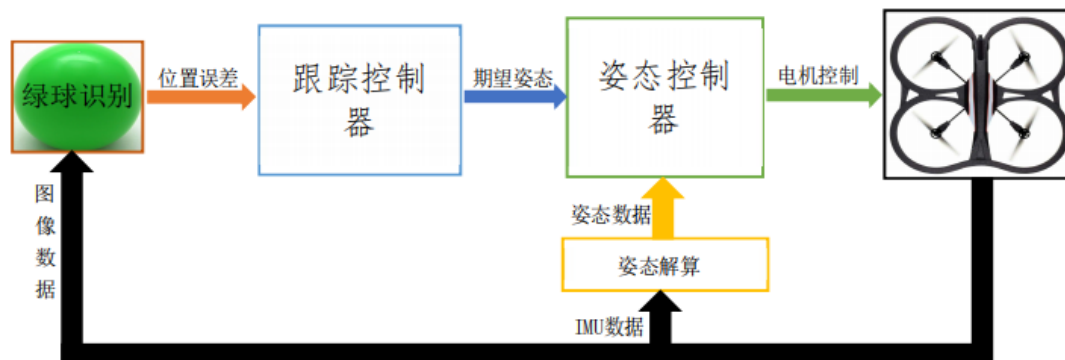 绿球识别
位置误差
跟踪控制
器
期望姿态
姿态控制
器
电机控制
图
像
数
据
姿态数据
姿态解算
IMU数据